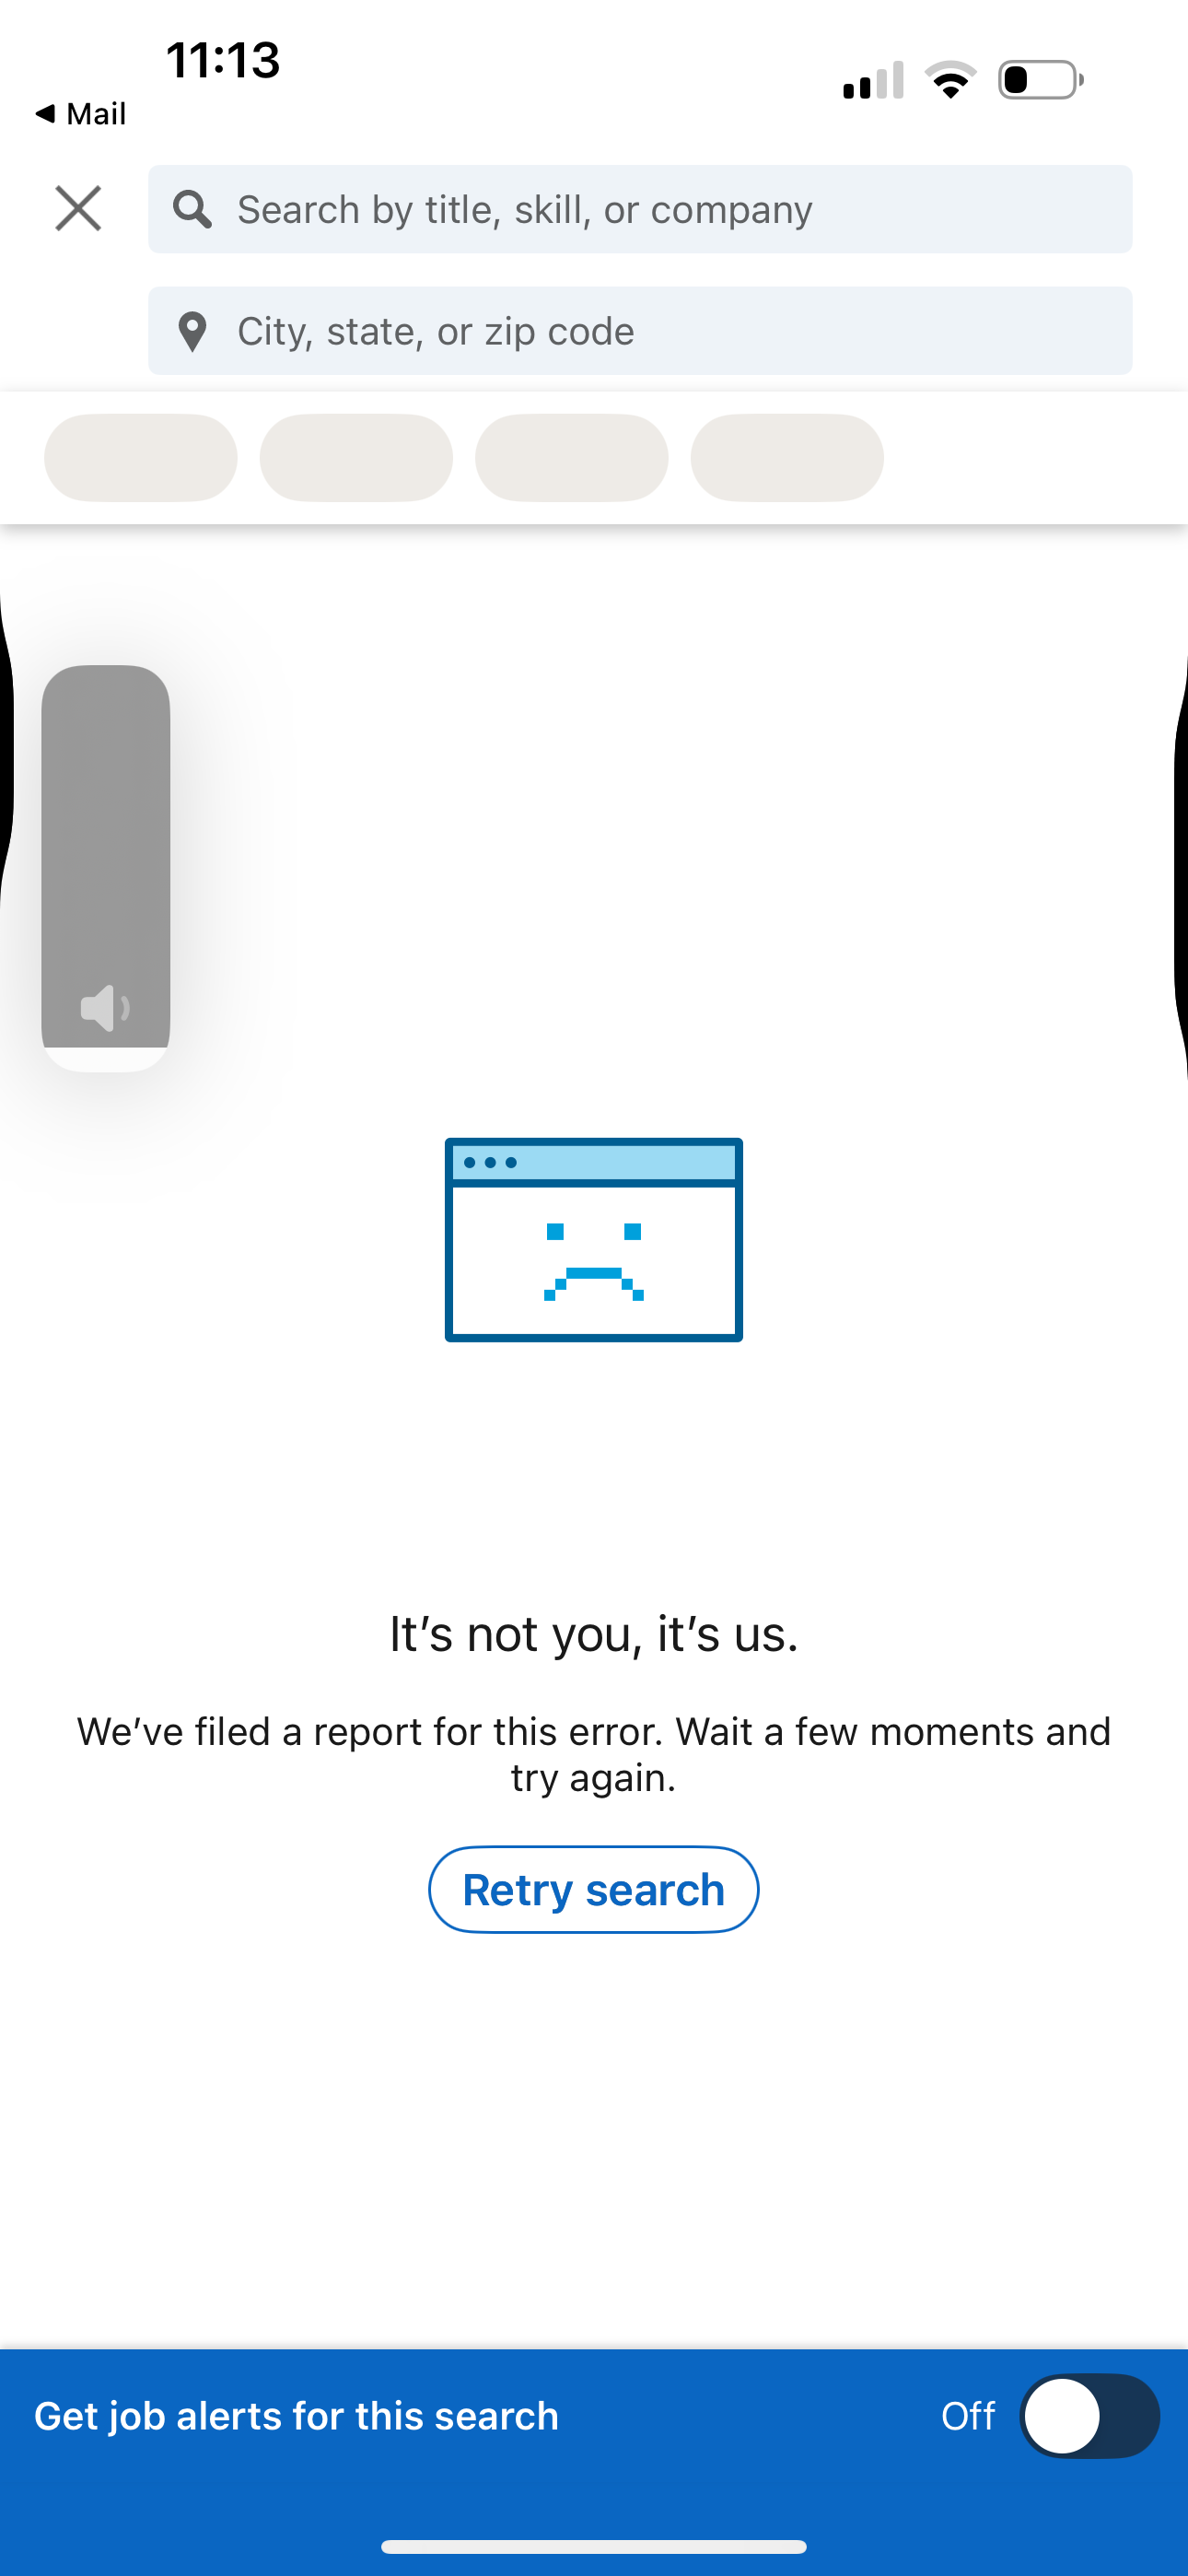 11:13
◀ Mail
Search by title, skill, or company
City, state, or zip code
It’s not you, it’s us.
We’ve filed a report for this error. Wait a few moments and
try again.
Retry search
Get job alerts for this search Off